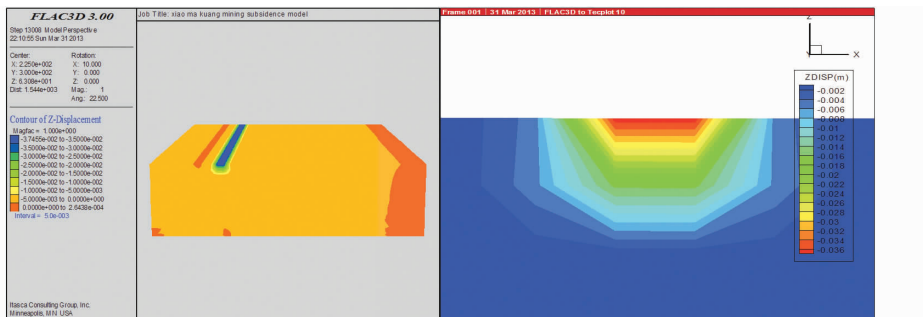 FLAC3D 3.00
Step 13008 Model Perspective
22:10:55 Sun Mar 31 2013
Center:
Rotation:
X: 2.250e+002
X: 10.000
Y: 3.000e+002
Y: 0.000
Z: 6.308e+001
Z: 0.000
Dist: 1.544e+003
Mag.: 1
Ang.: 22.500
Contour of Z-Displacement
Magfac = 1.000e+000
-3.7455e-002 to -3.5000e-002
-3.5000e-002 to -3.0000e-002
-3.0000e-002 to -2.5000e-002
-2.5000e-002 to -2.0000e-002
-2.0000e-002 to -1.5000e-002
-1.5000e-002 to -1.0000e-002
-1.0000e-002 to -5.0000e-003
-5.0000e-003 to 0.0000e+000
0.0000e+000 to 2.6438e-004
Interval = 5.0e-003
Itasca Consulting Group, Inc.
Minneapolis, MN USA
Job Title: xiao ma kuang mining subsidence model
Frame 001 | 31 Mar 2013 | FLAC3D to Tecplot 10
Z
Y
X
ZDISP(m)
-0.002
-0.004
-0.006
-0.008
-0.01
-0.012
-0.014
-0.016
-0.018
-0.02
-0.022
-0.024
-0.026
-0.028
-0.03
-0.032
-0.034
-0.036